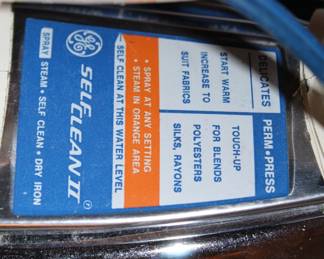 DELICATES
START WARM
INCREASE TO
SUIT FABRICS
PERM•PRESS
TOUCH-UP
FOR BLENDS
POLYESTERS
SILKS, RAYONS
• SPRAY AT ANY SETTING
• STEAM IN ORANGE AREA
SELF CLEAN AT THIS WATER LEVEL
GE
SELF CLEAN II
SPRAY STEAM • SELF CLEAN • DRY IRON